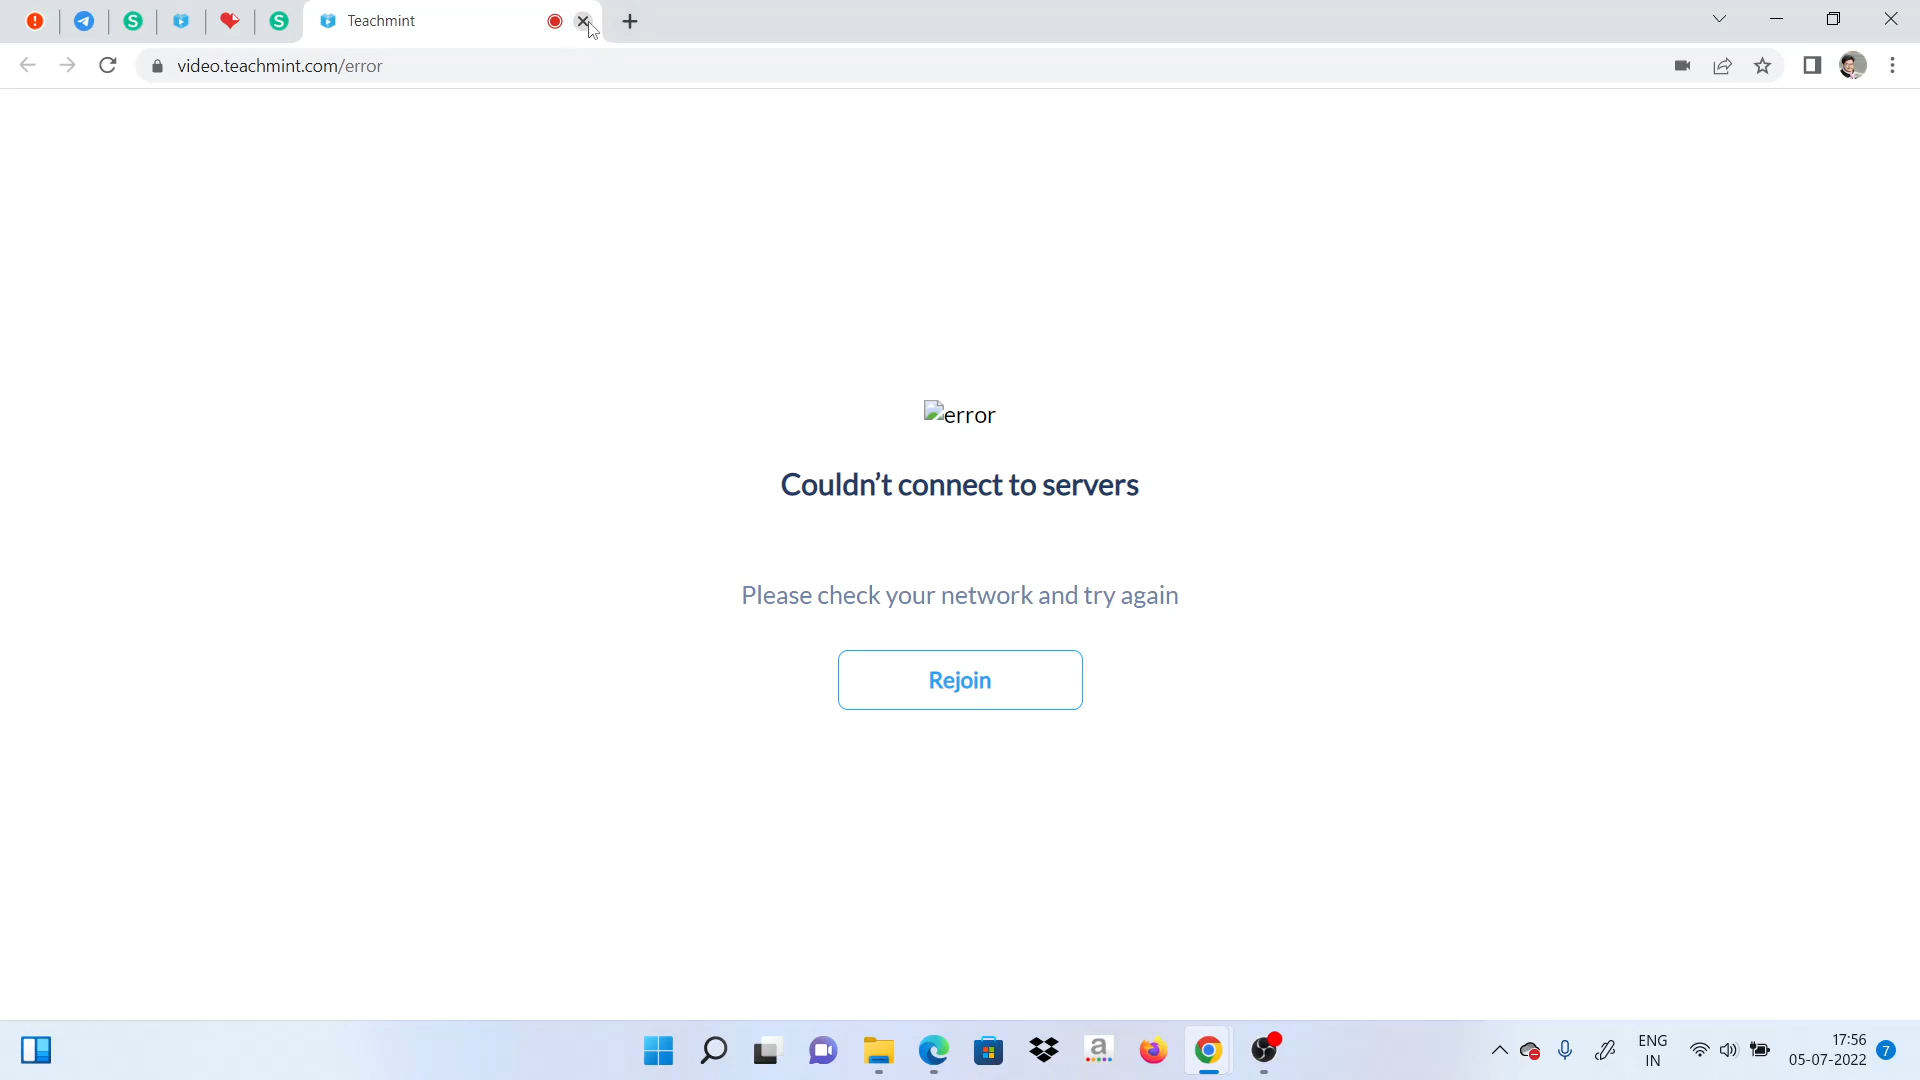 Teachmint
video.teachmint.com/error
error
Couldn’t connect to servers
Please check your network and try again
Rejoin
ENG
IN
17:56
05-07-2022
7